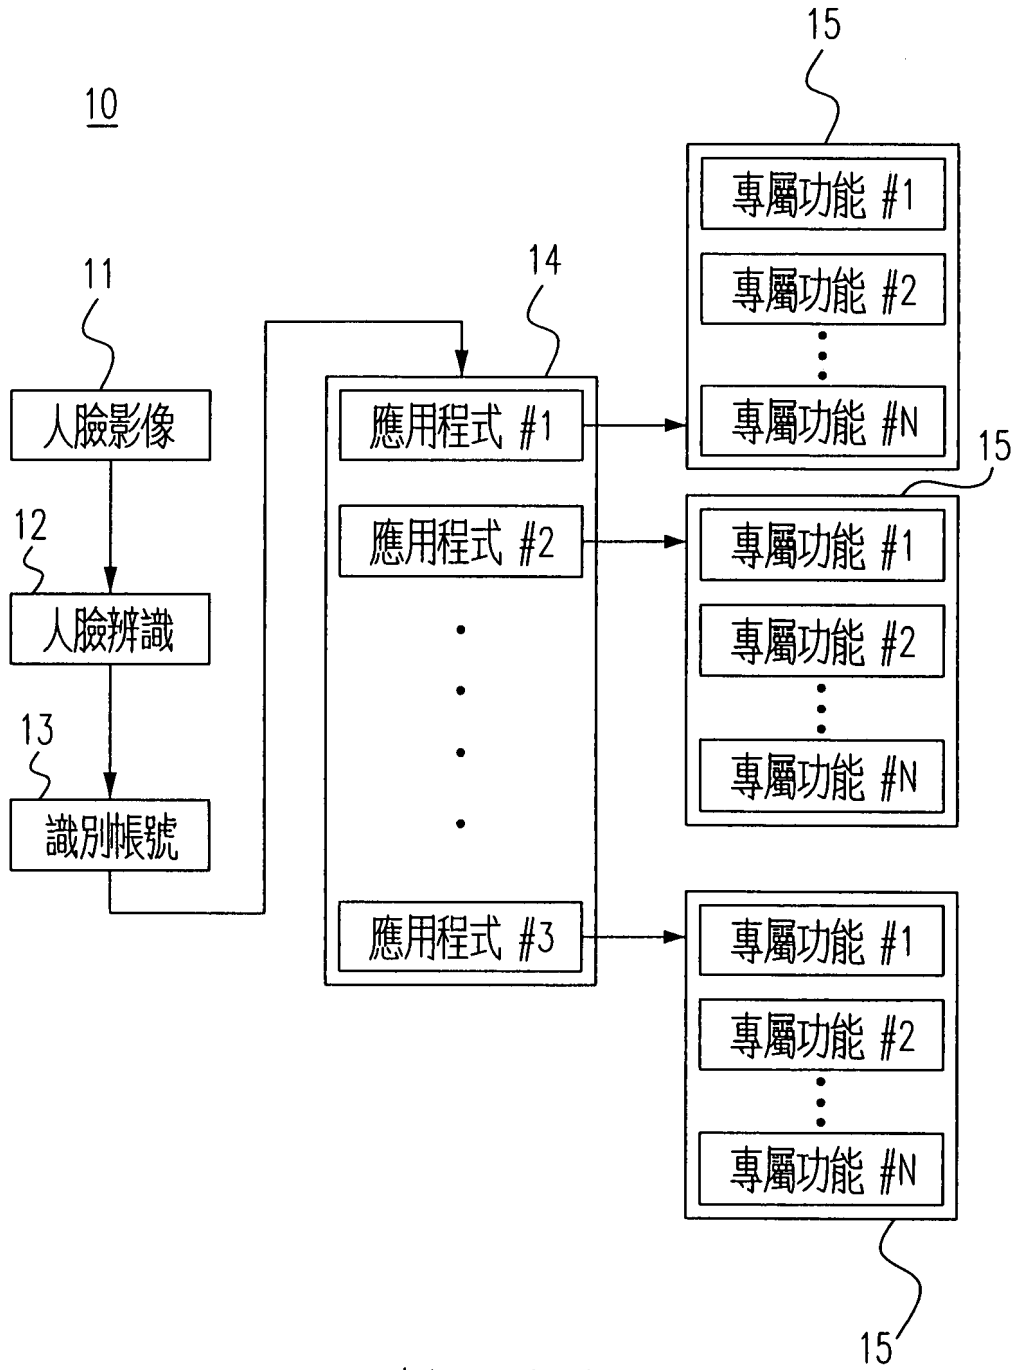 10
11
人臉影像
12
人臉辨識
13
識別帳號
14
應用程式 #1
應用程式 #2
應用程式 #3
15
專屬功能 #1
專屬功能 #2
專屬功能 #N
15
專屬功能 #1
專屬功能 #2
專屬功能 #N
專屬功能 #1
專屬功能 #2
專屬功能 #N
15